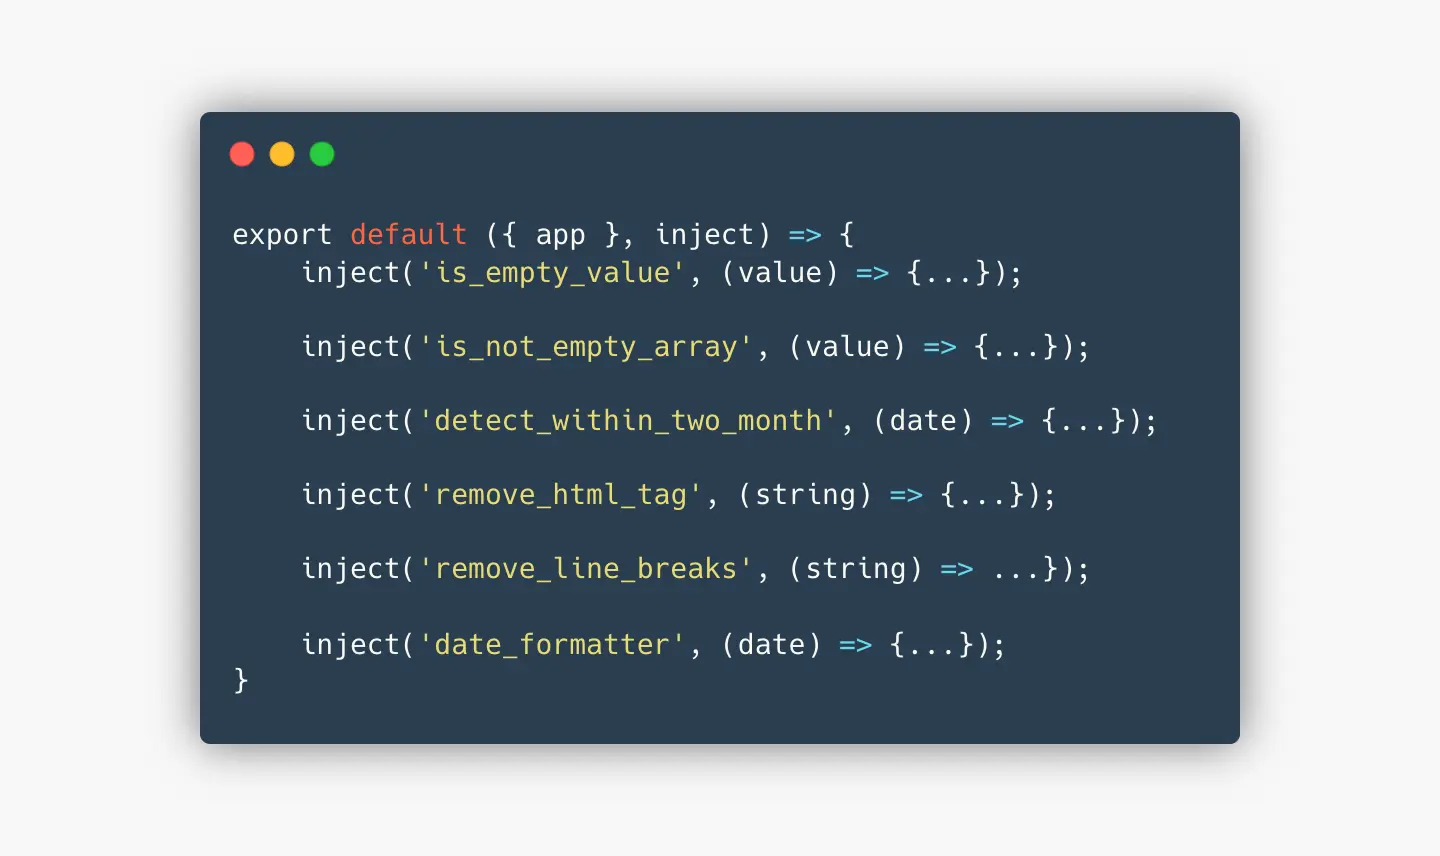 export default ({ app }, inject) => {
    inject('is_empty_value', (value) => {...});
    inject('is_not_empty_array', (value) => {...});
    inject('detect_within_two_month', (date) => {...});
    inject('remove_html_tag', (string) => {...});
    inject('remove_line_breaks', (string) => ...});
    inject('date_formatter', (date) => {...});
}